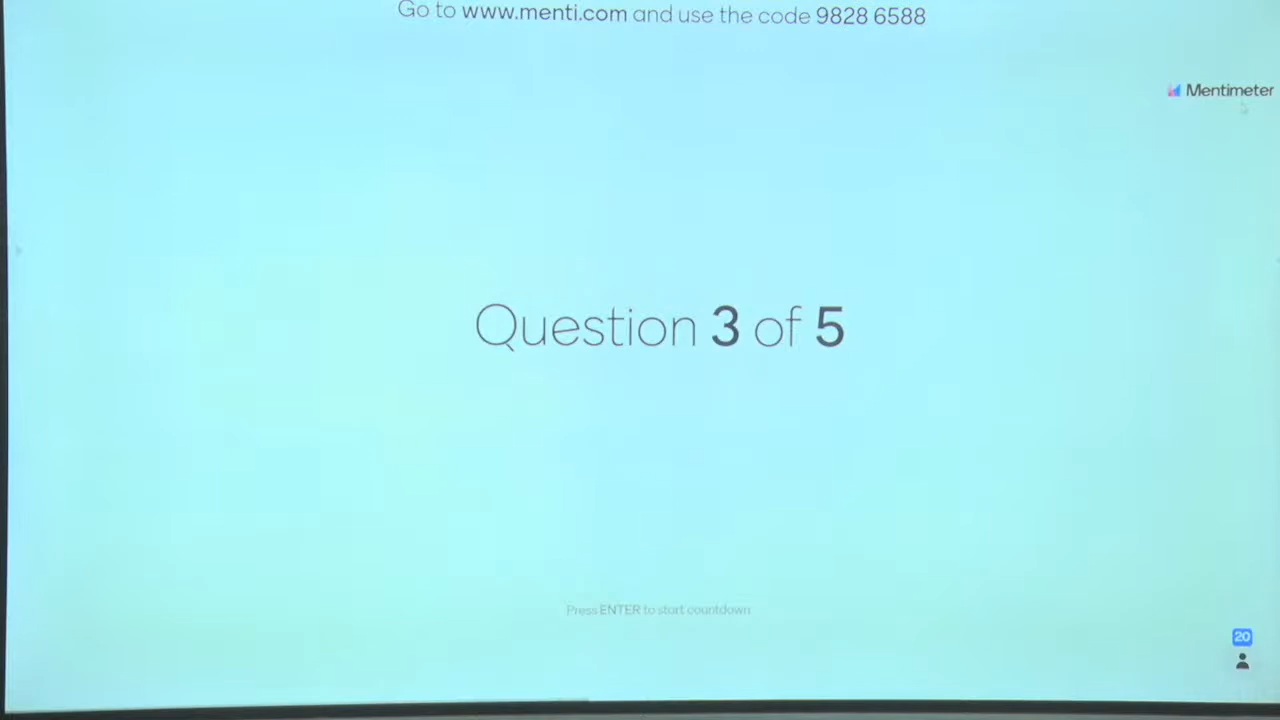 Go to www.menti.com and use the code 9828 6588
Mentimeter
Question 3 of 5
Press ENTER to start countdown
20